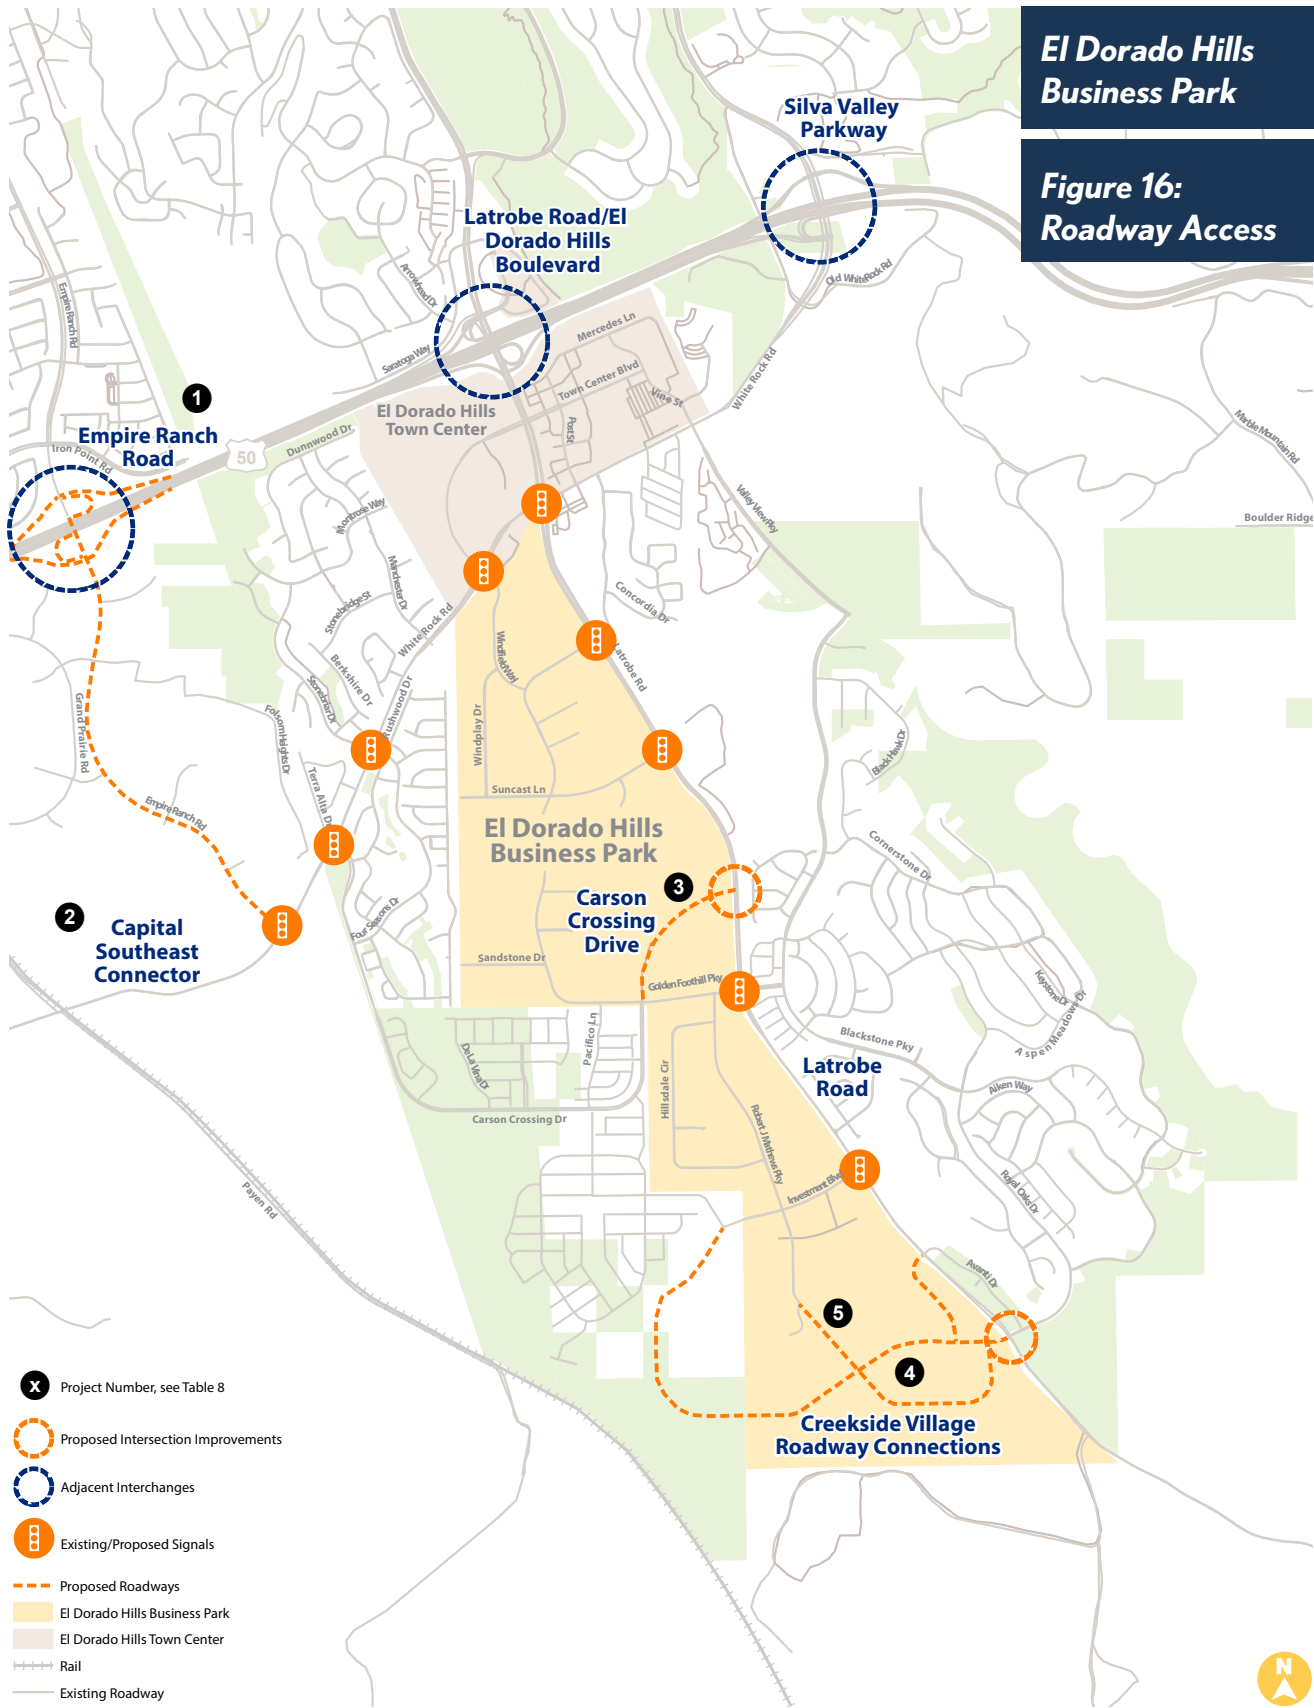 El Dorado Hills
Business Park
Figure 16:
Roadway Access
Silva Valley
Parkway
Latrobe Road/El
Dorado Hills
Boulevard
Arrowhead Dr
Old White Rock Rd
Empire Ranch Rd
Saratoga Way
Mercedes Ln
Town Center Blvd
Vine St
White Rock Rd
1
Empire Ranch
Road
Iron Point Rd
50
Dunnwood Dr
El Dorado Hills
Town Center
Post St
Marble Mountain Rd
Valley View Pky
Boulder Ridge
Montrose Way
Manchester Dr
Stonebridge St
Concordia Dr
White Rock Rd
Berkshire Dr
Windfield Way
Latrobe Rd
Stonebriar Dr
Rushwood Dr
Grand Prairie Rd
Folsom Heights Dr
Windplay Dr
Black Hawk Dr
Terra Alta Dr
Suncast Ln
Empire Ranch Rd
El Dorado Hills
Business Park
Cornerstone Dr
3
Carson
Crossing
Drive
2
Capital
Southeast
Connector
Four Seasons Dr
Sandstone Dr
Golden Foothill Pky
Keystone Dr
Aspen Meadows Dr
Pacifico Ln
De La Vina Dr
Blackstone Pky
Latrobe
Road
Hillsdale Cir
Aiken Way
Carson Crossing Dr
Robert J Mathews Pky
Royal Oaks Dr
Investment Blvd
Payen Rd
Avanti Dr
5
4
Creekside Village
Roadway Connections
X Project Number, see Table 8
Proposed Intersection Improvements
Adjacent Interchanges
Existing/Proposed Signals
Proposed Roadways
El Dorado Hills Business Park
El Dorado Hills Town Center
Rail
Existing Roadway
N